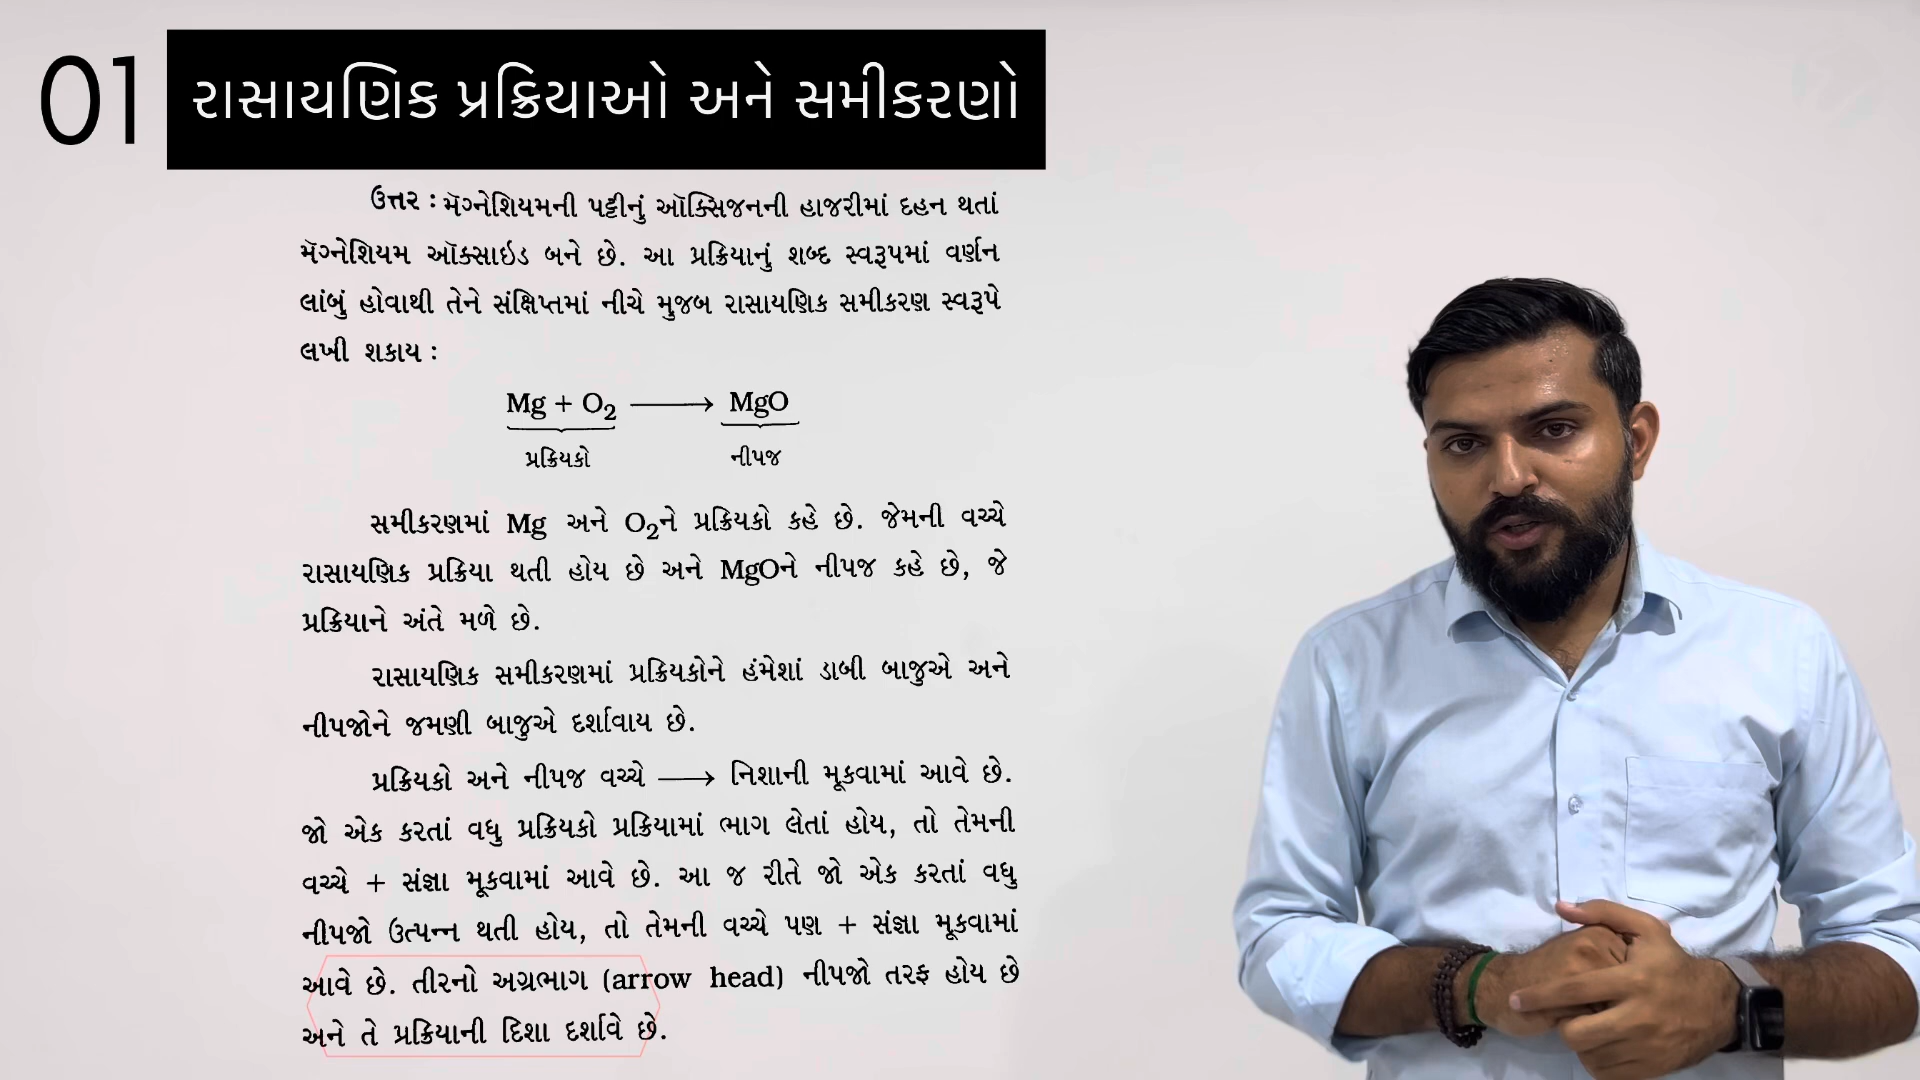 01 રાસાયણિક પ્રક્રિયાઓ અને સમીકરણો
ઉત્તર : મૅગ્નેશિયમની પટ્ટીનું ઑક્સિજનની હાજરીમાં દહન થતાં
મૅગ્નેશિયમ ઑક્સાઇડ બને છે. આ પ્રક્રિયાનું શબ્દ સ્વરૂપમાં વર્ણન
લાંબું હોવાથી તેને સંક્ષિપ્તમાં નીચે મુજબ રાસાયણિક સમીકરણ સ્વરૂપે
લખી શકાય :
Mg + O₂ ⟶ MgO
પ્રક્રિયકો નીપજ
સમીકરણમાં Mg અને O₂ને પ્રક્રિયકો કહે છે. જેમની વચ્ચે
રાસાયણિક પ્રક્રિયા થતી હોય છે અને MgOને નીપજ કહે છે, જે
પ્રક્રિયાને અંતે મળે છે.
રાસાયણિક સમીકરણમાં પ્રક્રિયકોને હંમેશાં ડાબી બાજુએ અને
નીપજોને જમણી બાજુએ દર્શાવાય છે.
પ્રક્રિયકો અને નીપજ વચ્ચે ⟶ નિશાની મૂકવામાં આવે છે.
જો એક કરતાં વધુ પ્રક્રિયકો પ્રક્રિયામાં ભાગ લેતાં હોય, તો તેમની
વચ્ચે + સંજ્ઞા મૂકવામાં આવે છે. આ જ રીતે જો એક કરતાં વધુ
નીપજો ઉત્પન્ન થતી હોય, તો તેમની વચ્ચે પણ + સંજ્ઞા મૂકવામાં
આવે છે. તીરનો અગ્રભાગ (arrow head) નીપજો તરફ હોય છે
અને તે પ્રક્રિયાની દિશા દર્શાવે છે.